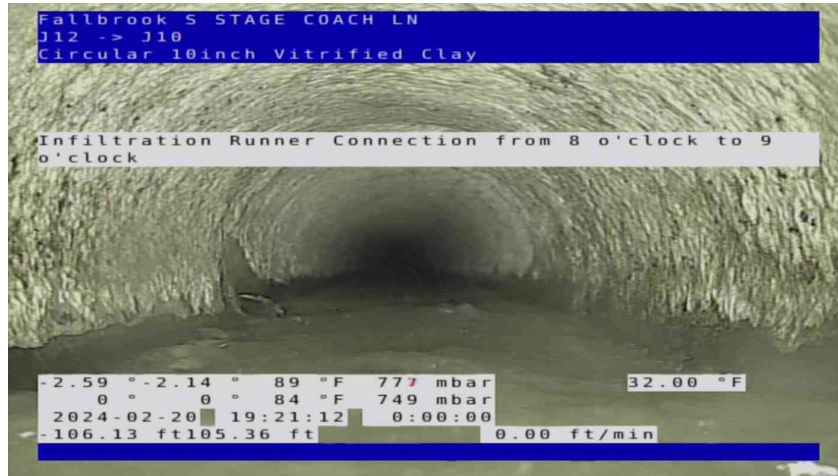 Fallbrook S STAGE COACH LN
J12 -> J10
Circular 10inch Vitrified Clay
Infiltration Runner Connection from 8 o'clock to 9
o'clock
-2.59 °-2.14 ° 89 °F 777 mbar 32.00 °F
0 ° 0 ° 84 °F 749 mbar
2024-02-20 19:21:12 0:00:00
-106.13 ft105.36 ft 0.00 ft/min